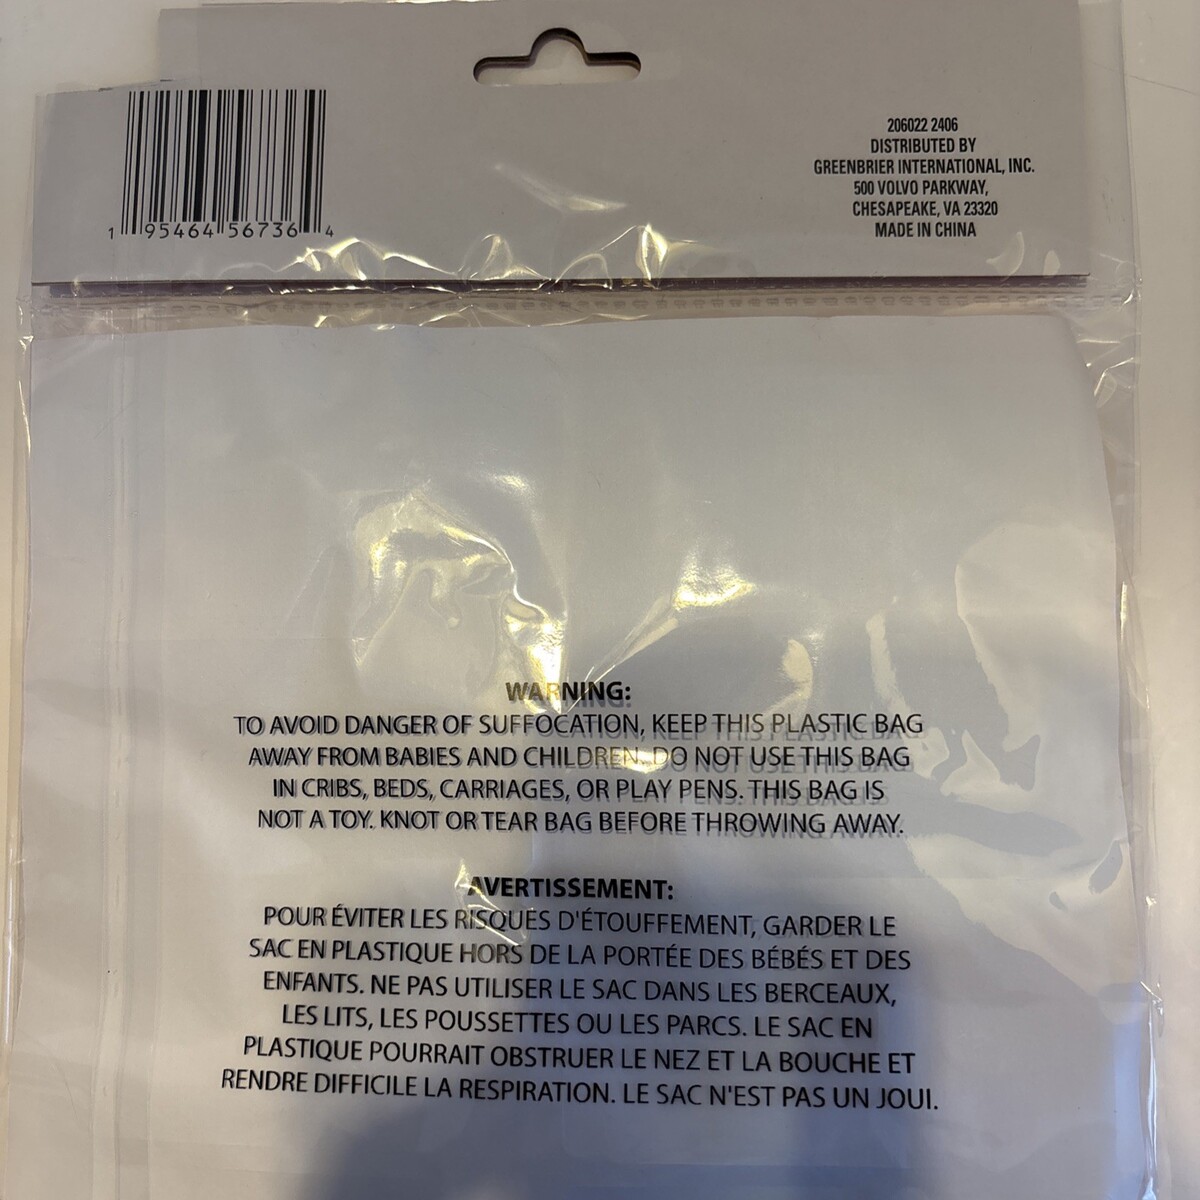 1 95464 56736 4
206022 2406
DISTRIBUTED BY
GREENBRIER INTERNATIONAL, INC.
500 VOLVO PARKWAY,
CHESAPEAKE, VA 23320
MADE IN CHINA
WARNING:
TO AVOID DANGER OF SUFFOCATION, KEEP THIS PLASTIC BAG
AWAY FROM BABIES AND CHILDREN. DO NOT USE THIS BAG
IN CRIBS, BEDS, CARRIAGES, OR PLAY PENS. THIS BAG IS
NOT A TOY. KNOT OR TEAR BAG BEFORE THROWING AWAY.
AVERTISSEMENT:
POUR ÉVITER LES RISQUES D'ÉTOUFFEMENT, GARDER LE
SAC EN PLASTIQUE HORS DE LA PORTÉE DES BÉBÉS ET DES
ENFANTS. NE PAS UTILISER LE SAC DANS LES BERCEAUX,
LES LITS, LES POUSSETTES OU LES PARCS. LE SAC EN
PLASTIQUE POURRAIT OBSTRUER LE NEZ ET LA BOUCHE ET
RENDRE DIFFICILE LA RESPIRATION. LE SAC N'EST PAS UN JOUI.